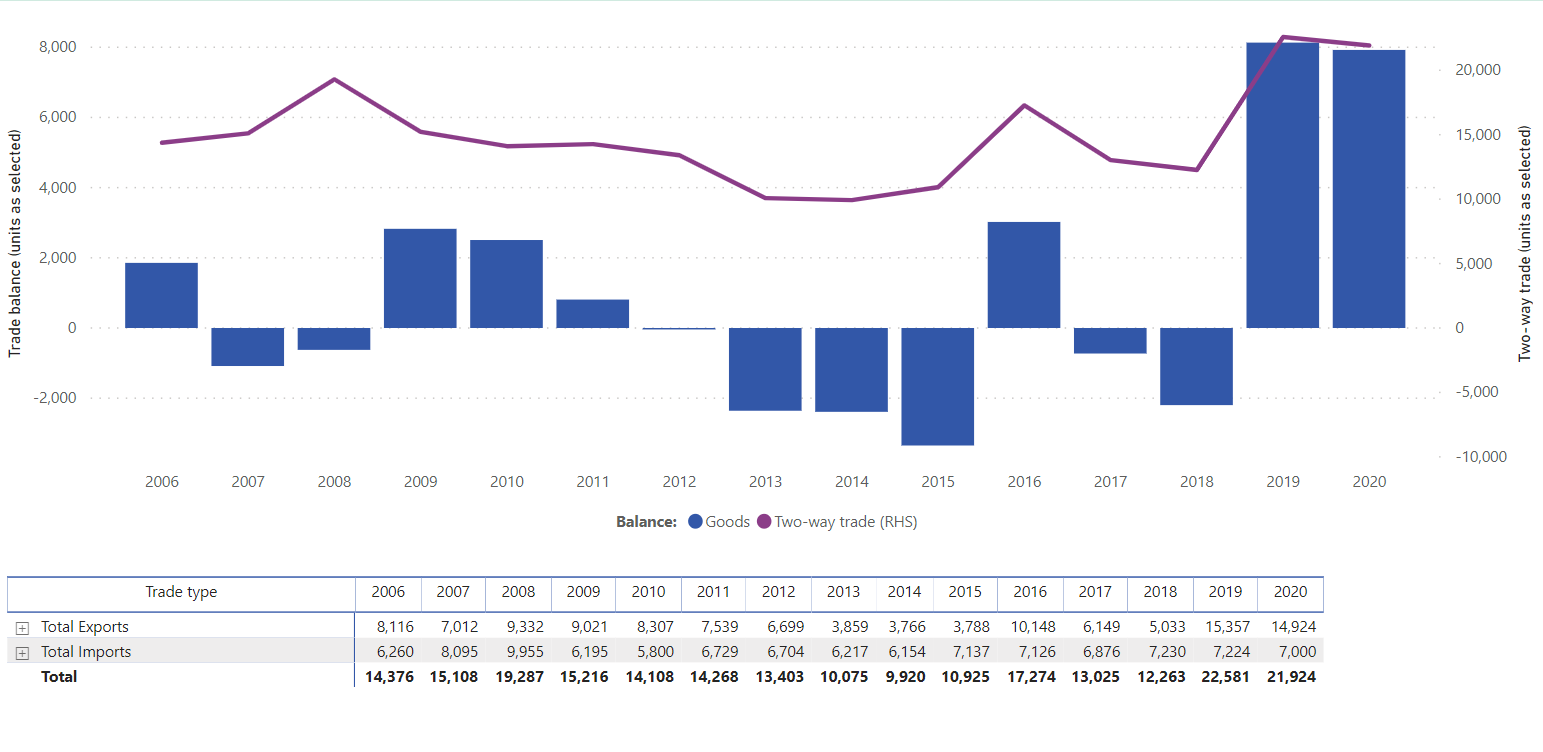 Trade balance (units as selected)
8,000
6,000
4,000
2,000
0
-2,000
20,000
15,000
10,000
5,000
0
-5,000
-10,000
Two-way trade (units as selected)
2006 2007 2008 2009 2010 2011 2012 2013 2014 2015 2016 2017 2018 2019 2020
Balance: Goods Two-way trade (RHS)
Trade type 2006 2007 2008 2009 2010 2011 2012 2013 2014 2015 2016 2017 2018 2019 2020
Total Exports 8,116 7,012 9,332 9,021 8,307 7,539 6,699 3,859 3,766 3,788 10,148 6,149 5,033 15,357 14,924
Total Imports 6,260 8,095 9,955 6,195 5,800 6,729 6,704 6,217 6,154 7,137 7,126 6,876 7,230 7,224 7,000
Total 14,376 15,108 19,287 15,216 14,108 14,268 13,403 10,075 9,920 10,925 17,274 13,025 12,263 22,581 21,924